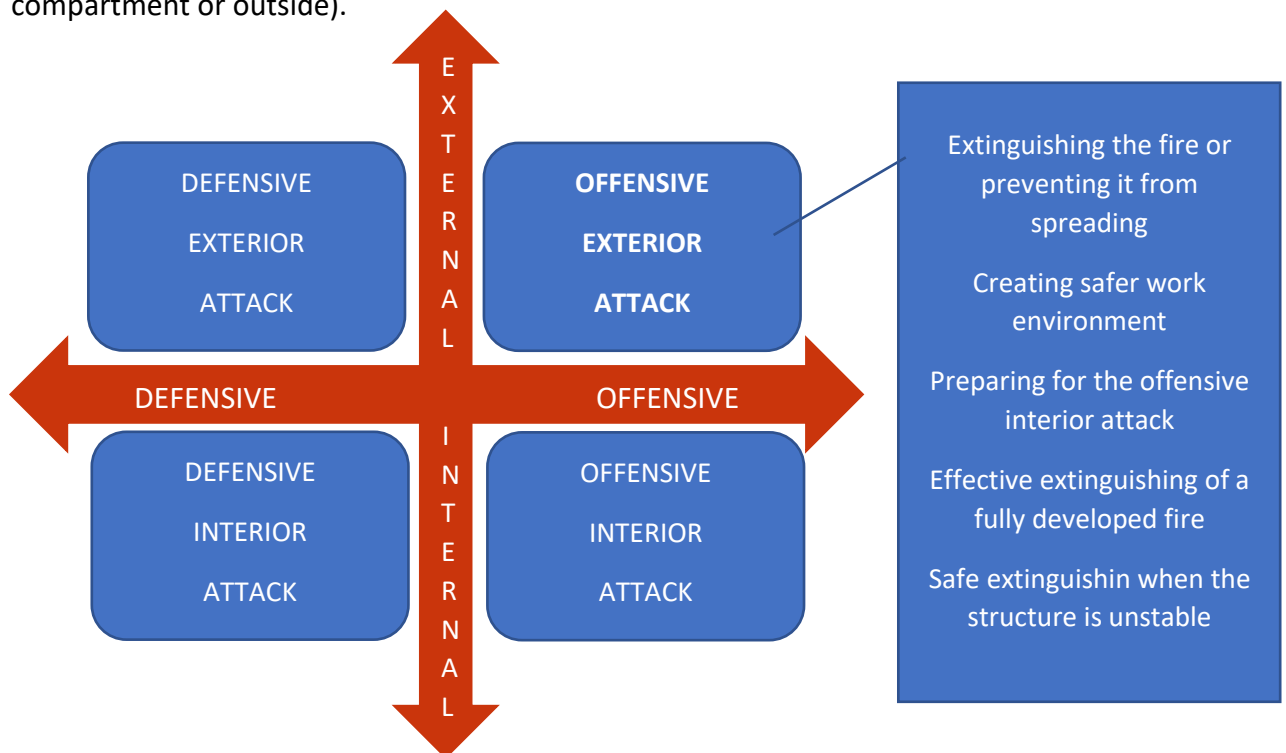 compartment or outside).
EXTERNAL
DEFENSIVE
EXTERIOR
ATTACK
OFFENSIVE
EXTERIOR
ATTACK
Extinguishing the fire or
preventing it from
spreading
Creating safer work
environment
Preparing for the offensive
interior attack
Effective extinguishing of a
fully developed fire
Safe extinguishin when the
structure is unstable
DEFENSIVE
OFFENSIVE
INTERNAL
DEFENSIVE
INTERIOR
ATTACK
OFFENSIVE
INTERIOR
ATTACK